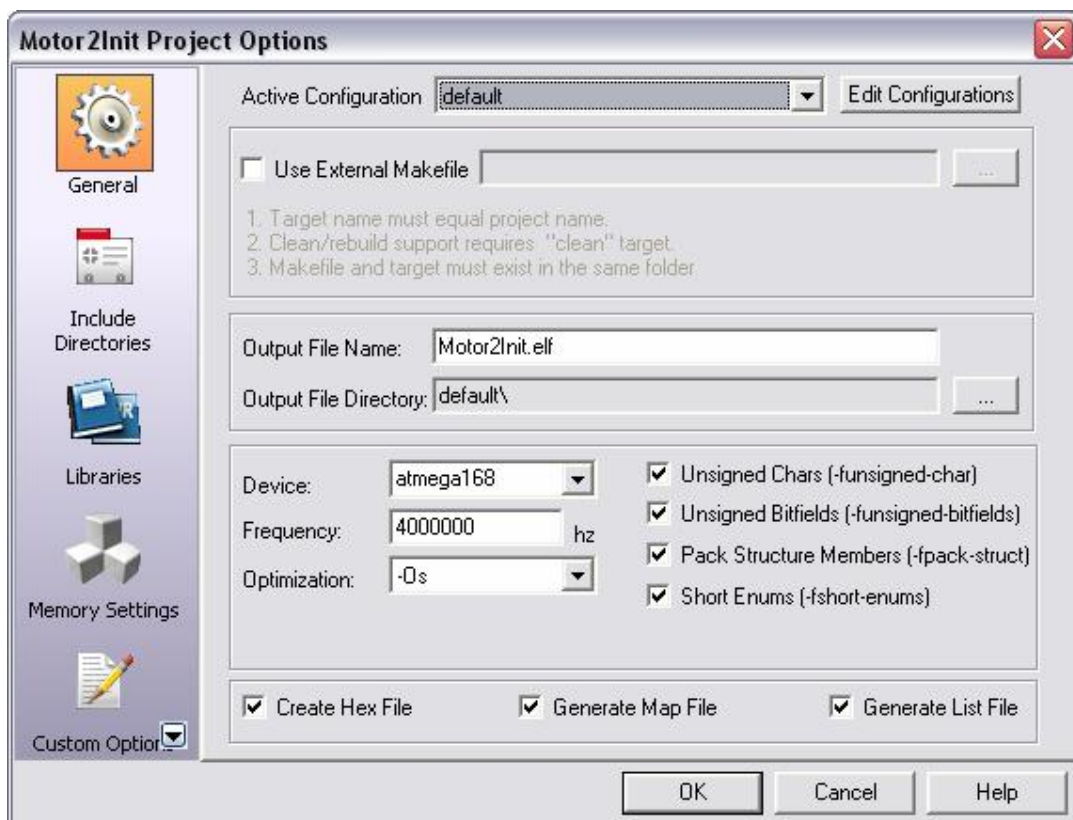 Motor2Init Project Options
General
Include
Directories
Libraries
Memory Settings
Custom Option
Active Configuration default Edit Configurations
Use External Makefile ...
1. Target name must equal project name.
2. Clean/rebuild support requires "clean" target.
3. Makefile and target must exist in the same folder
Output File Name: Motor2Init.elf
Output File Directory: default\ ...
Device: atmega168
Frequency: 4000000 hz
Optimization: -Os
Unsigned Chars (-funsigned-char)
Unsigned Bitfields (-funsigned-bitfields)
Pack Structure Members (-fpack-struct)
Short Enums (-fshort-enums)
Create Hex File Generate Map File Generate List File
OK Cancel Help